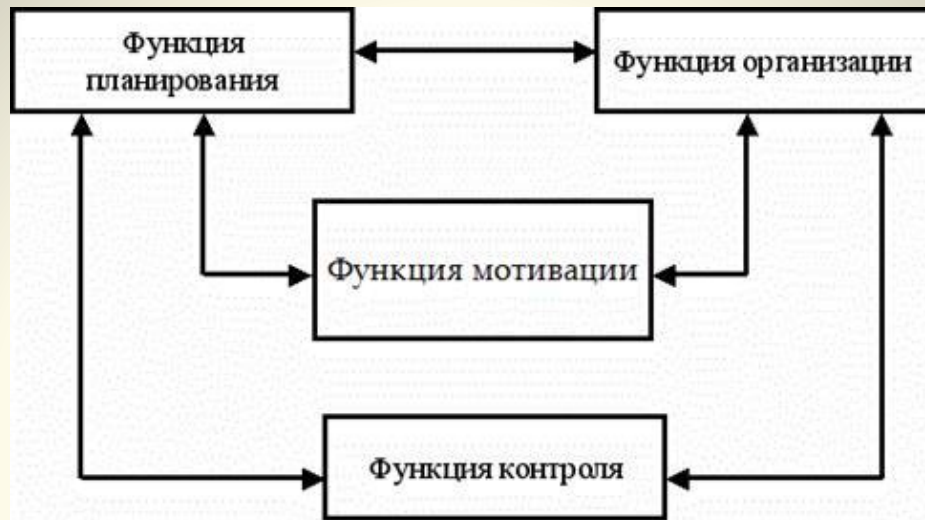 Функция
планирования
Функция организации
Функция мотивации
Функция контроля